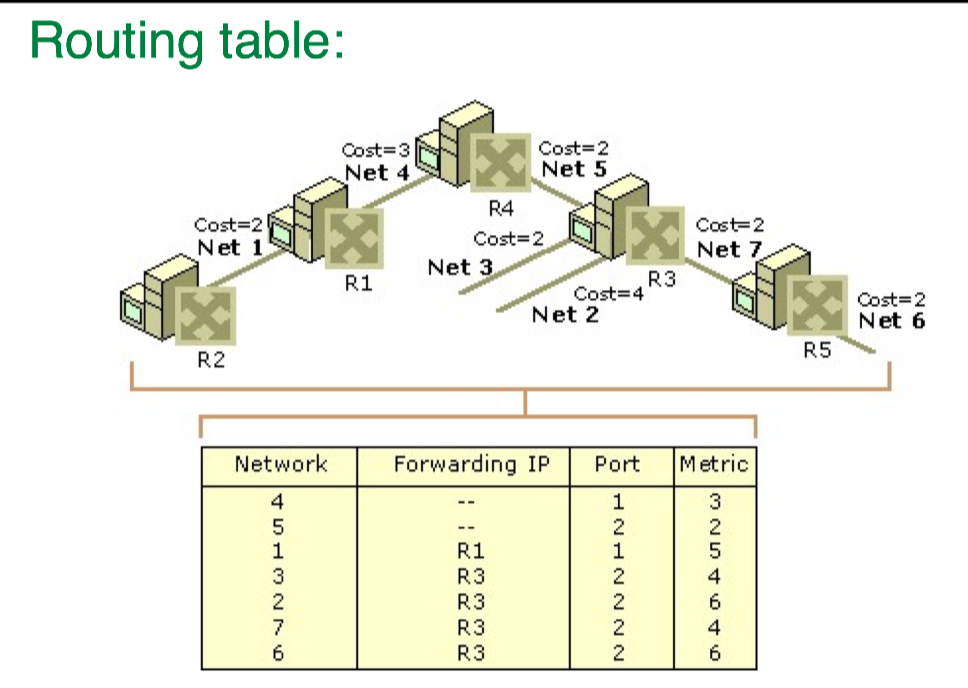 Routing table:
Cost=3
Net 4
Cost=2
Net 5
R4
Cost=2
Net 1
R1
Cost=2
Net 3
Cost=4
Net 2
R3
Cost=2
Net 7
R2
R5
Cost=2
Net 6
Network Forwarding IP Port Metric
4 -- 1 3
5 -- 2 2
1 R1 1 5
3 R3 2 4
2 R3 2 6
7 R3 2 4
6 R3 2 6